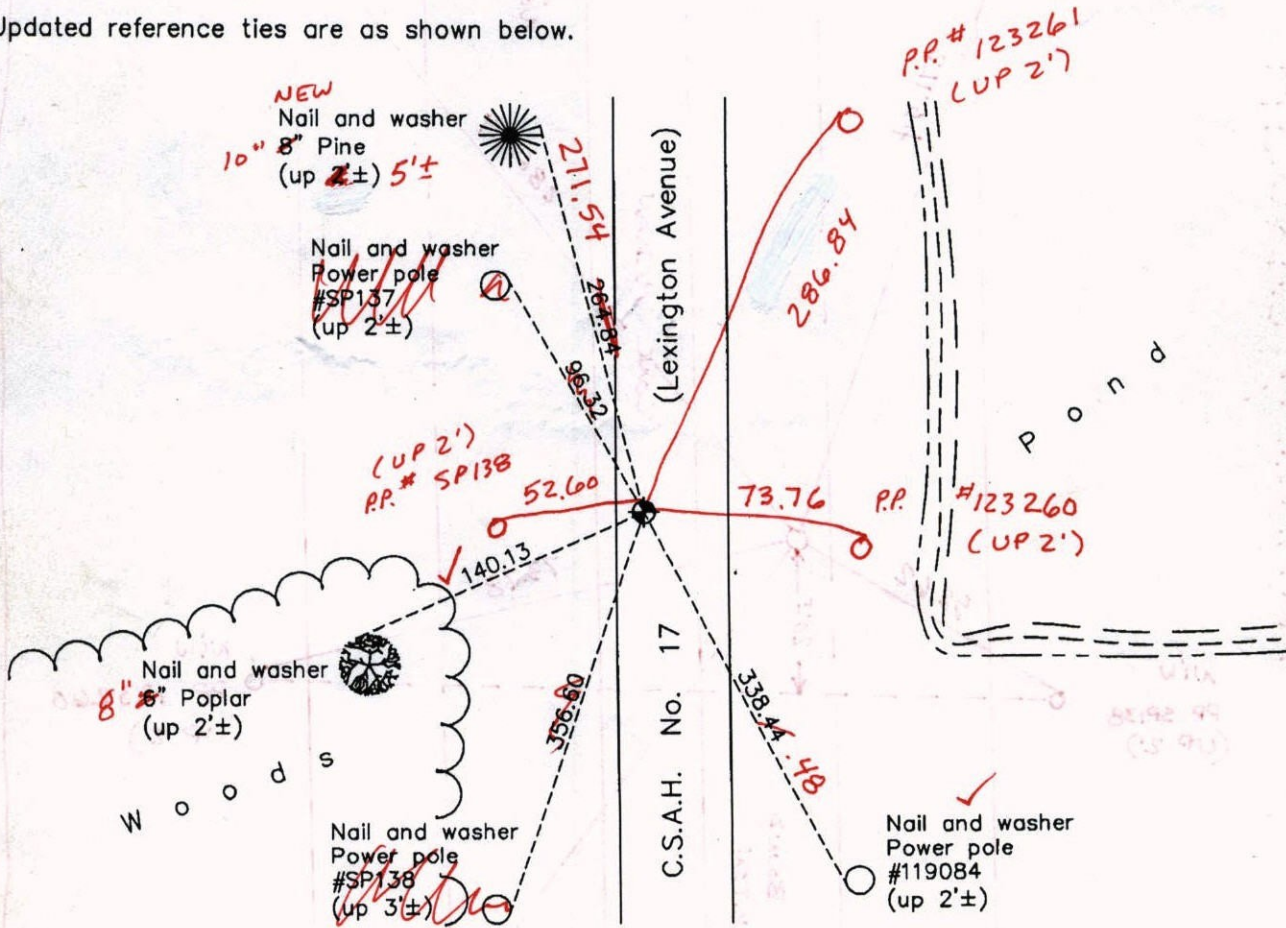 Updated reference ties are as shown below.
P.P. # 123261
(UP 2')
NEW
Nail and washer
10" 8" Pine
(up 2'±) 5'±
271.54
264.84
(Lexington Avenue)
286.84
Nail and washer
Power pole
#SP137
(up 2'±)
96.32
Pond
(UP 2')
P.P. # SP138
52.60
73.76
P.P. #123260
(UP 2')
140.13
Nail and washer
8" 6" Poplar
(up 2'±)
Woods
356.60
C.S.A.H. No. 17
338.44
.48
Nail and washer
Power pole
#SP138
(up 3'±)
Nail and washer
Power pole
#119084
(up 2'±)